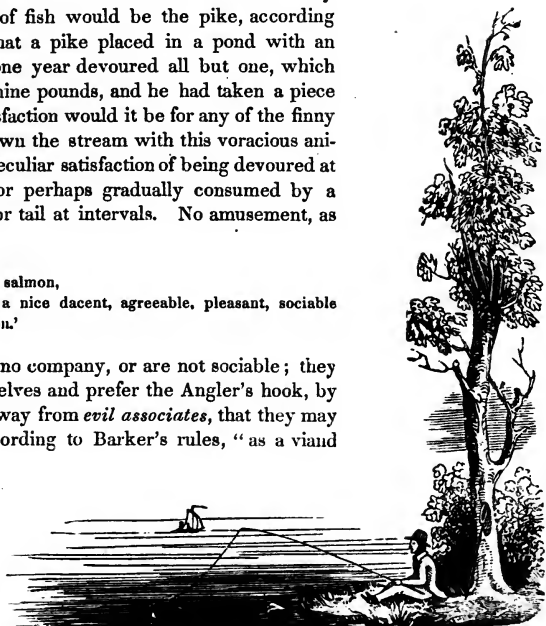 of fish would be the pike, according
hat a pike placed in a pond with an
one year devoured all but one, which
nine pounds, and he had taken a piece
sfaction would it be for any of the finny
wn the stream with this voracious ani-
eculiar satisfaction of being devoured at
or perhaps gradually consumed by a
or tail at intervals. No amusement, as
salmon,
a nice dacent, agreeable, pleasant, sociable
n.'
no company, or are not sociable; they
elves and prefer the Angler's hook, by
way from evil associates, that they may
ording to Barker's rules, "as a viand